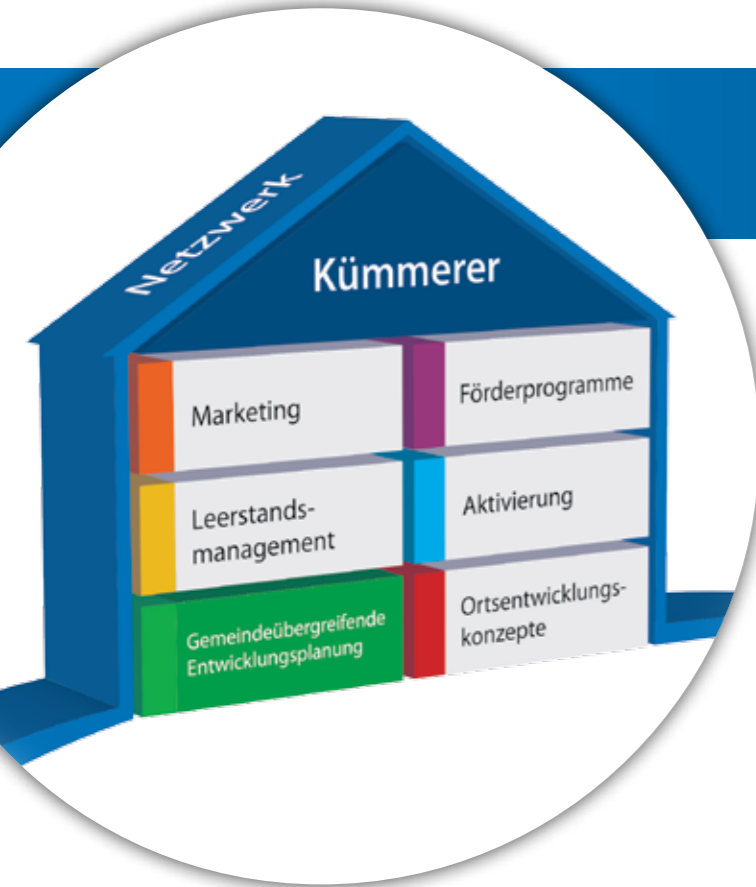 Netzwerk
Kümmerer
Marketing
Förderprogramme
Leerstands-
management
Aktivierung
Gemeindeübergreifende
Entwicklungsplanung
Ortsentwicklungs-
konzepte